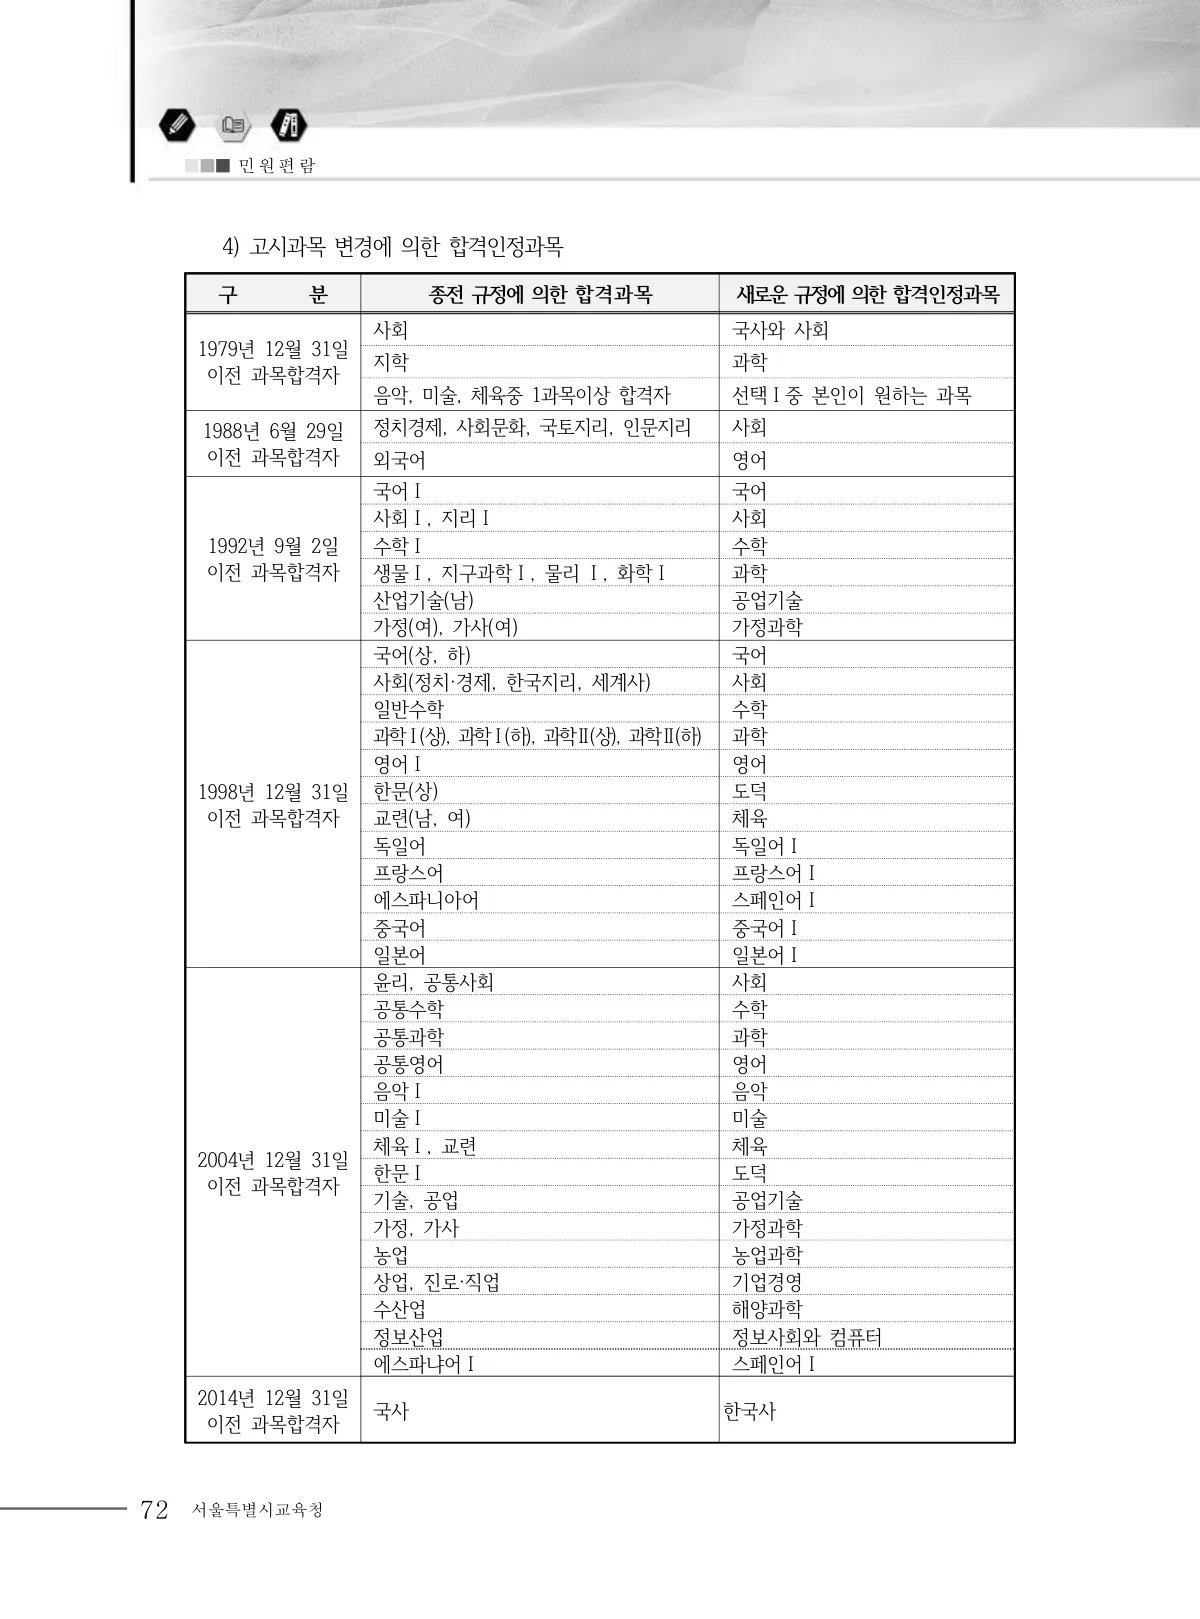 민원편람
4) 고시과목 변경에 의한 합격인정과목
구 분 종전 규정에 의한 합격과목 새로운 규정에 의한 합격인정과목
1979년 12월 31일
이전 과목합격자
사회 국사와 사회
지학 과학
음악, 미술, 체육중 1과목이상 합격자 선택Ⅰ중 본인이 원하는 과목
1988년 6월 29일
이전 과목합격자
정치경제, 사회문화, 국토지리, 인문지리 사회
외국어 영어
1992년 9월 2일
이전 과목합격자
국어Ⅰ 국어
사회Ⅰ, 지리Ⅰ 사회
수학Ⅰ 수학
생물Ⅰ, 지구과학Ⅰ, 물리 Ⅰ, 화학Ⅰ 과학
산업기술(남) 공업기술
가정(여), 가사(여) 가정과학
1998년 12월 31일
이전 과목합격자
국어(상, 하) 국어
사회(정치·경제, 한국지리, 세계사) 사회
일반수학 수학
과학Ⅰ(상), 과학Ⅰ(하), 과학Ⅱ(상), 과학Ⅱ(하) 과학
영어Ⅰ 영어
한문(상) 도덕
교련(남, 여) 체육
독일어 독일어Ⅰ
프랑스어 프랑스어Ⅰ
에스파니아어 스페인어Ⅰ
중국어 중국어Ⅰ
일본어 일본어Ⅰ
2004년 12월 31일
이전 과목합격자
윤리, 공통사회 사회
공통수학 수학
공통과학 과학
공통영어 영어
음악Ⅰ 음악
미술Ⅰ 미술
체육Ⅰ, 교련 체육
한문Ⅰ 도덕
기술, 공업 공업기술
가정, 가사 가정과학
농업 농업과학
상업, 진로·직업 기업경영
수산업 해양과학
정보산업 정보사회와 컴퓨터
에스파냐어Ⅰ 스페인어Ⅰ
2014년 12월 31일
이전 과목합격자
국사 한국사
72 서울특별시교육청